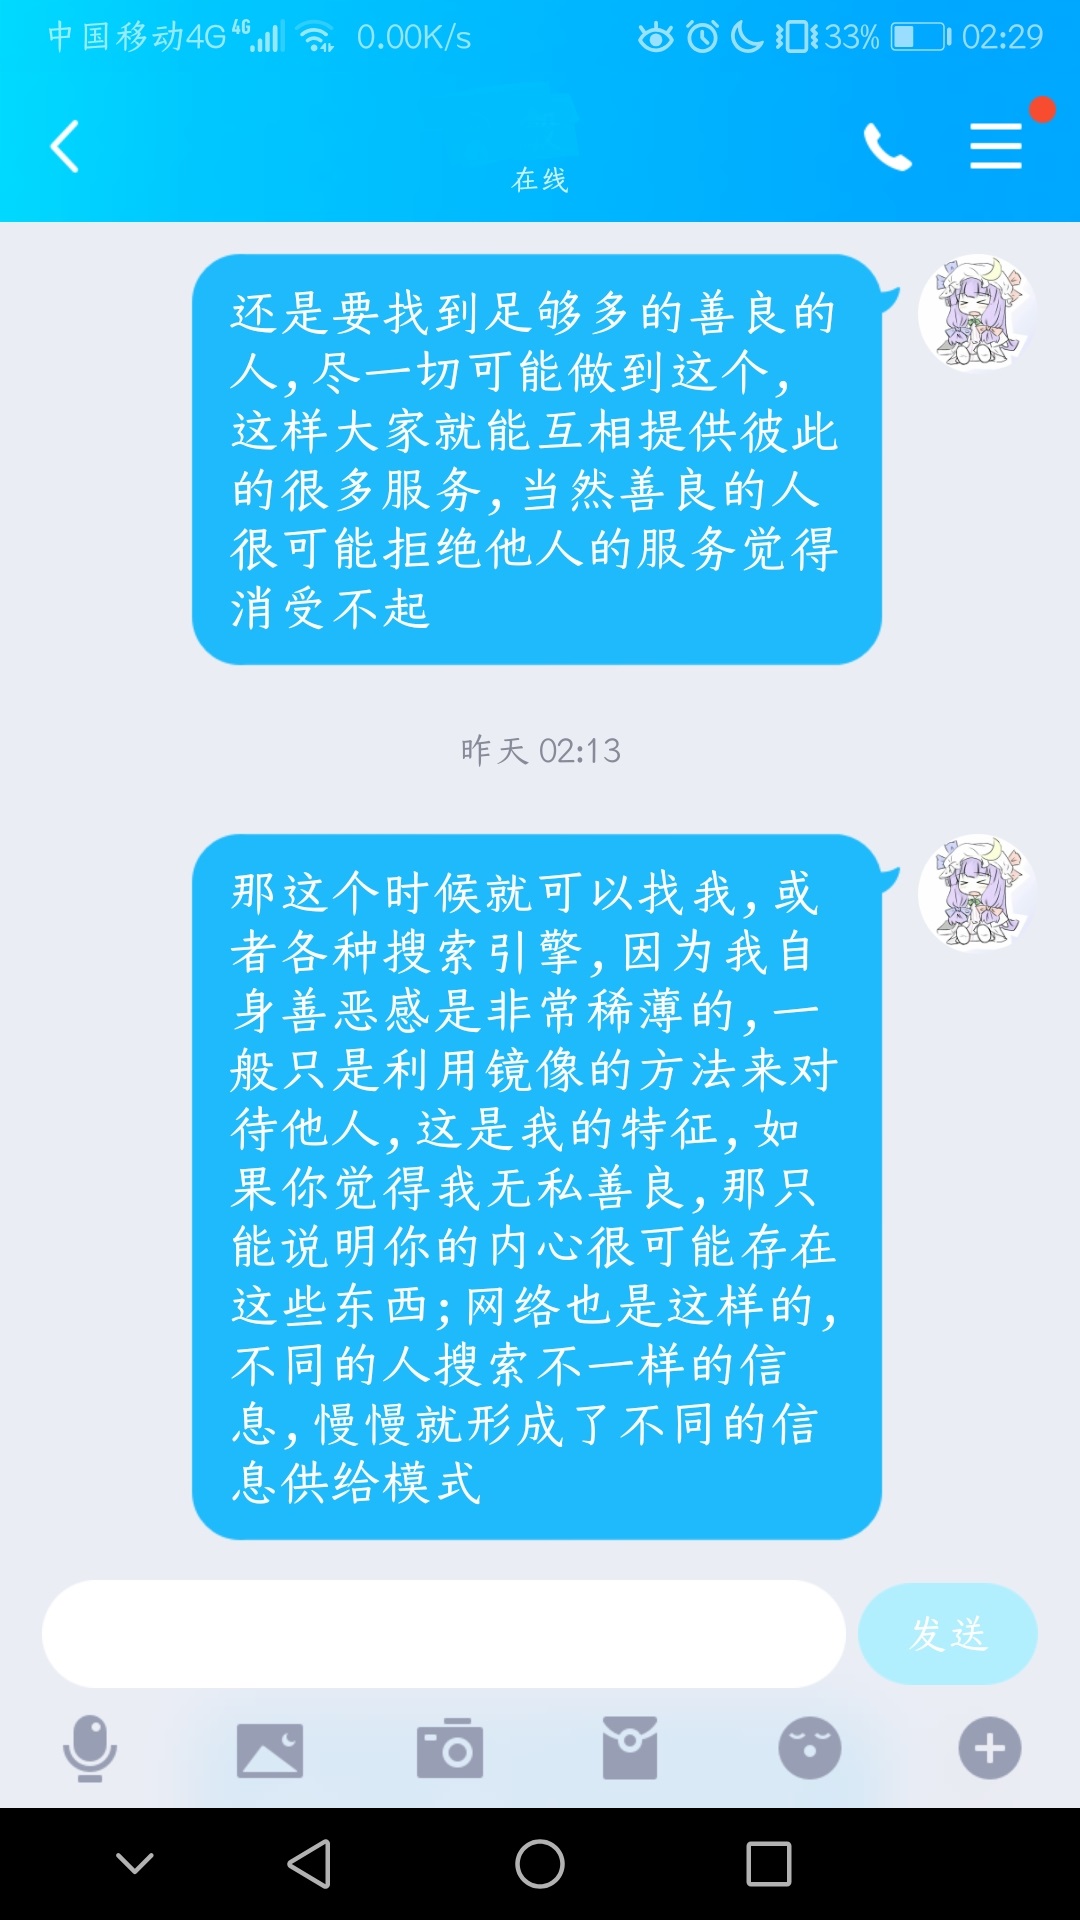 中国移动4G 4G 0.00K/s 33% 02:29
在线
还是要找到足够多的善良的
人,尽一切可能做到这个,
这样大家就能互相提供彼此
的很多服务,当然善良的人
很可能拒绝他人的服务觉得
消受不起
昨天 02:13
那这个时候就可以找我,或
者各种搜索引擎,因为我自
身善恶感是非常稀薄的,一
般只是利用镜像的方法来对
待他人,这是我的特征,如
果你觉得我无私善良,那只
能说明你的内心很可能存在
这些东西;网络也是这样的,
不同的人搜索不一样的信
息,慢慢就形成了不同的信
息供给模式
发送